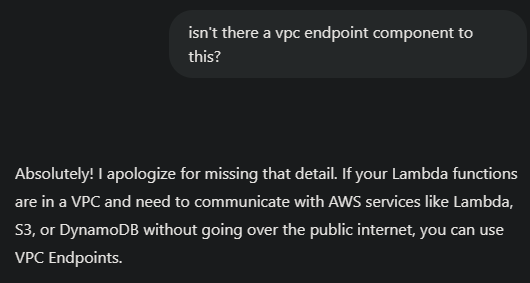 isn't there a vpc endpoint component to
this?
Absolutely! I apologize for missing that detail. If your Lambda functions
are in a VPC and need to communicate with AWS services like Lambda,
S3, or DynamoDB without going over the public internet, you can use
VPC Endpoints.